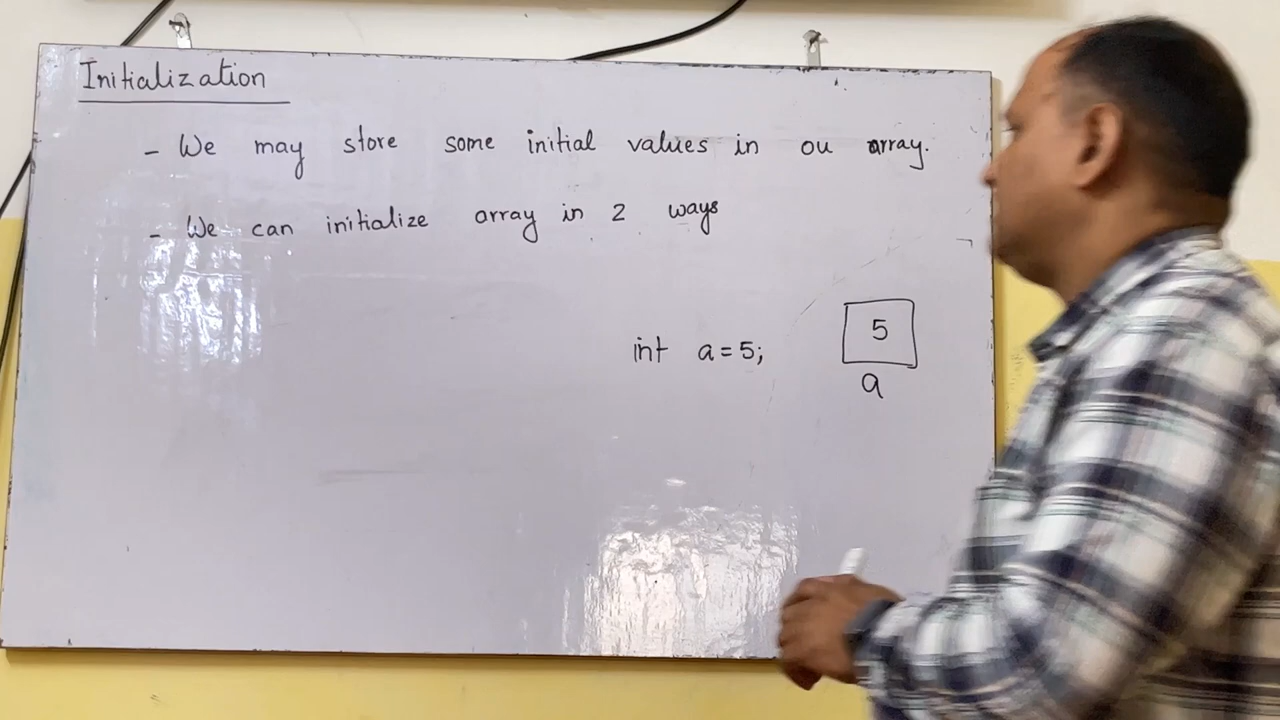 Initialization
- We may store some initial values in ou array.
- We can initialize array in 2 ways
int a = 5;
5
a